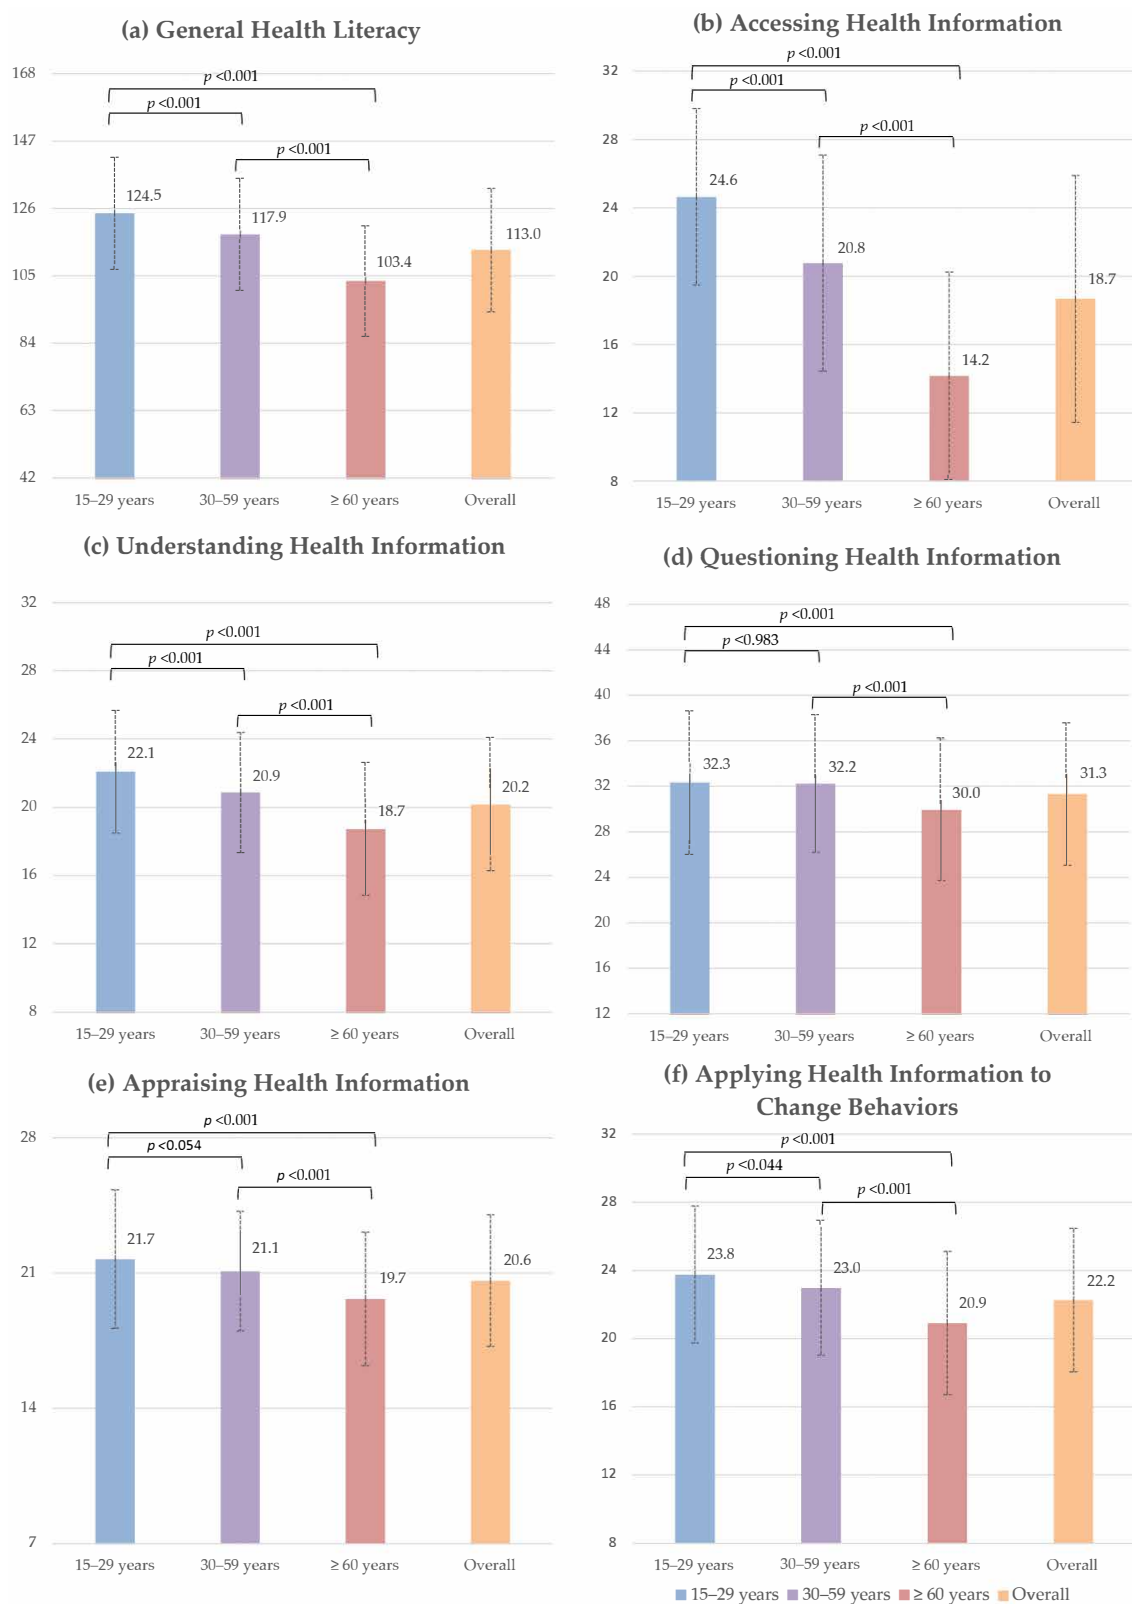 (a) General Health Literacy
168
147
126
105
84
63
42
p <0.001
p <0.001
p <0.001
124.5
117.9
103.4
113.0
15–29 years 30–59 years ≥ 60 years Overall
(b) Accessing Health Information
32
28
24
20
16
12
8
p <0.001
p <0.001
p <0.001
24.6
20.8
14.2
18.7
15–29 years 30–59 years ≥ 60 years Overall
(c) Understanding Health Information
32
28
24
20
16
12
8
p <0.001
p <0.001
p <0.001
22.1
20.9
18.7
20.2
15–29 years 30–59 years ≥ 60 years Overall
(d) Questioning Health Information
48
44
40
36
32
28
24
20
16
12
p <0.001
p <0.983
p <0.001
32.3
32.2
30.0
31.3
15–29 years 30–59 years ≥ 60 years Overall
(e) Appraising Health Information
28
21
14
7
p <0.001
p <0.054
p <0.001
21.7
21.1
19.7
20.6
15–29 years 30–59 years ≥ 60 years Overall
(f) Applying Health Information to
Change Behaviors
32
28
24
20
16
12
8
p <0.001
p <0.044
p <0.001
23.8
23.0
20.9
22.2
15–29 years 30–59 years ≥ 60 years Overall
15–29 years 30–59 years ≥ 60 years Overall